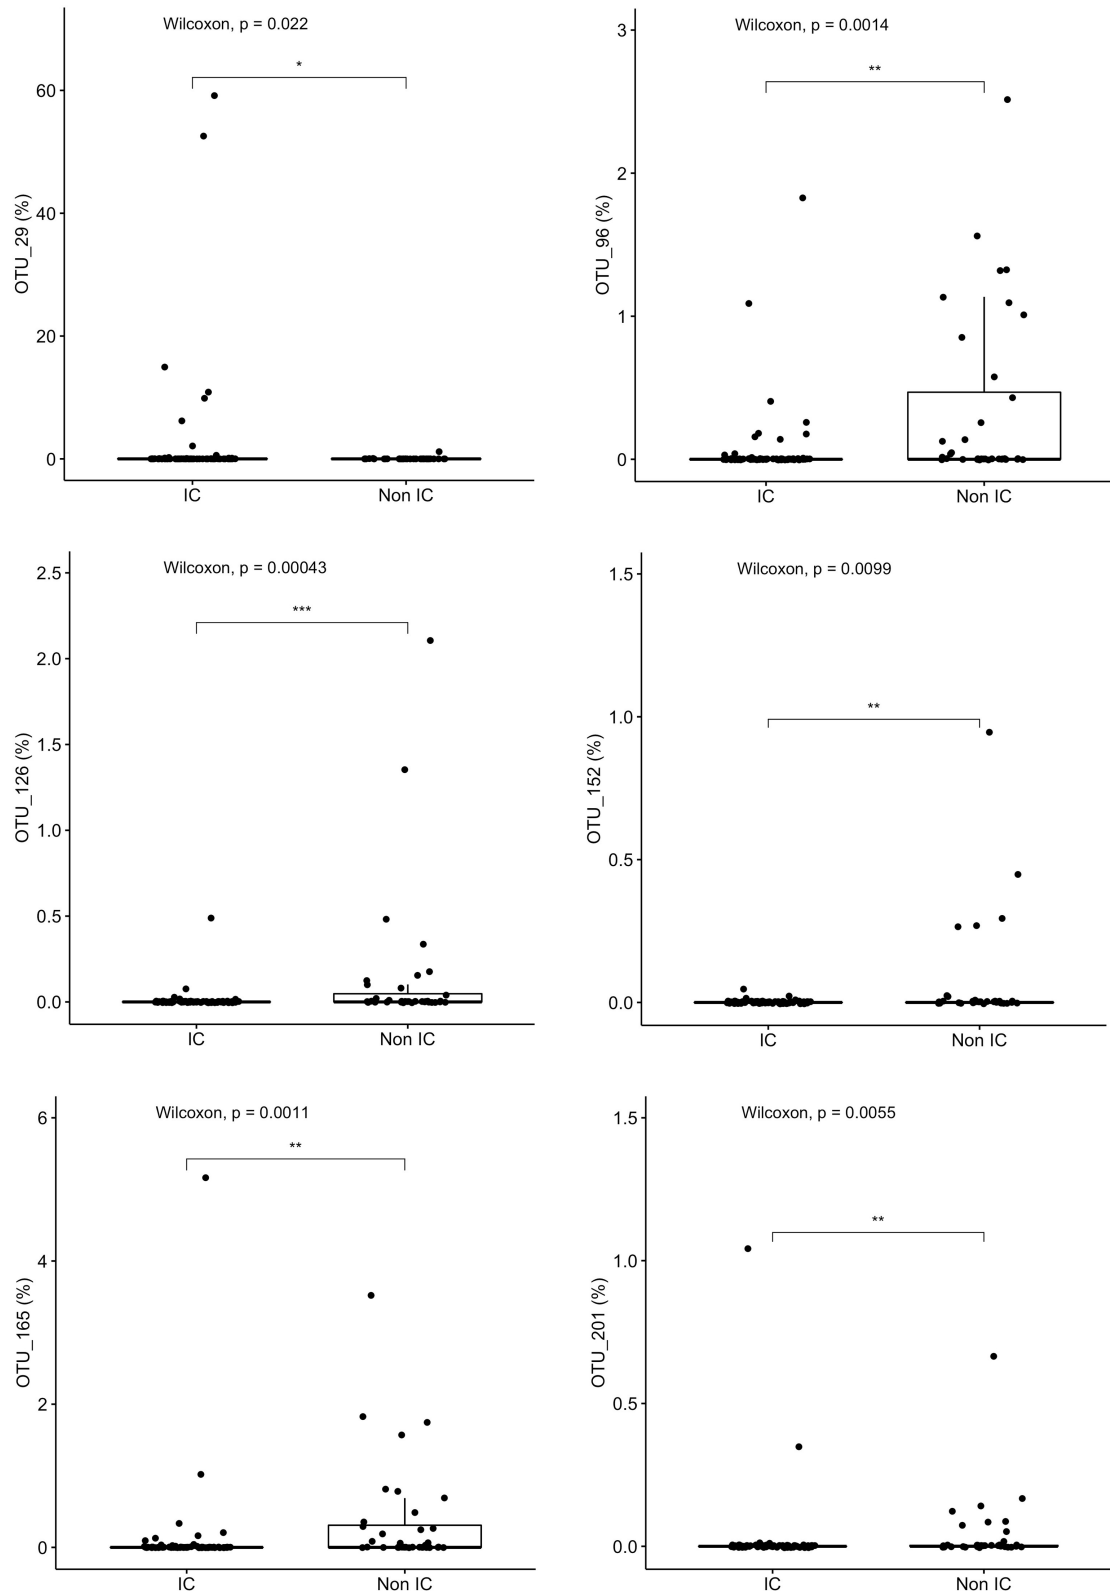 Wilcoxon, p = 0.022
*
60
40
20
0
OTU_29 (%)
IC
Non IC
Wilcoxon, p = 0.0014
**
3
2
1
0
OTU_96 (%)
IC
Non IC
Wilcoxon, p = 0.00043
***
2.5
2.0
1.5
1.0
0.5
0.0
OTU_126 (%)
IC
Non IC
Wilcoxon, p = 0.0099
**
1.5
1.0
0.5
0.0
OTU_152 (%)
IC
Non IC
Wilcoxon, p = 0.0011
**
6
4
2
0
OTU_165 (%)
IC
Non IC
Wilcoxon, p = 0.0055
**
1.5
1.0
0.5
0.0
OTU_201 (%)
IC
Non IC